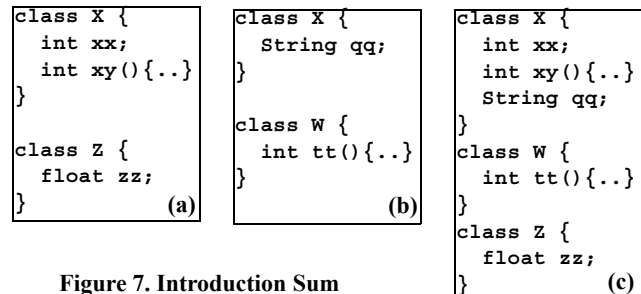 class X {
int xx;
int xy(){..}
}
class Z {
float zz;
}
(a)
class X {
String qq;
}
class W {
int tt(){..}
}
(b)
class X {
int xx;
int xy(){..}
String qq;
}
class W {
int tt(){..}
}
class Z {
float zz;
}
(c)
Figure 7. Introduction Sum